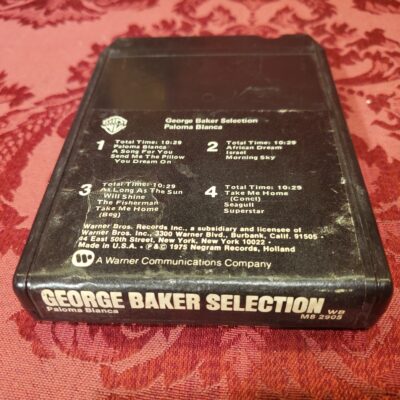 George Baker Selection
Paloma Blanca
1 Total Time: 10:29
Paloma Blanca
A Song For You
Send Me The Pillow
You Dream On
2 Total Time: 10:29
African Dream
Israel
Morning Sky
3 Total Time: 10:29
As Long As The Sun
Will Shine
The Fisherman
Take Me Home
(Beg)
4 Total Time: 10:29
Take Me Home
(Concl)
Seagull
Superstar
Warner Bros. Records Inc., a subsidiary and licensee of
Warner Bros. Inc., 3300 Warner Blvd., Burbank, Calif. 91505 ·
44 East 50th Street, New York, New York 10022 ·
Made in U.S.A. · ℗&© 1975 Negram Records, Holland
A Warner Communications Company
GEORGE BAKER SELECTION
Paloma Blanca
WB
M8 2905